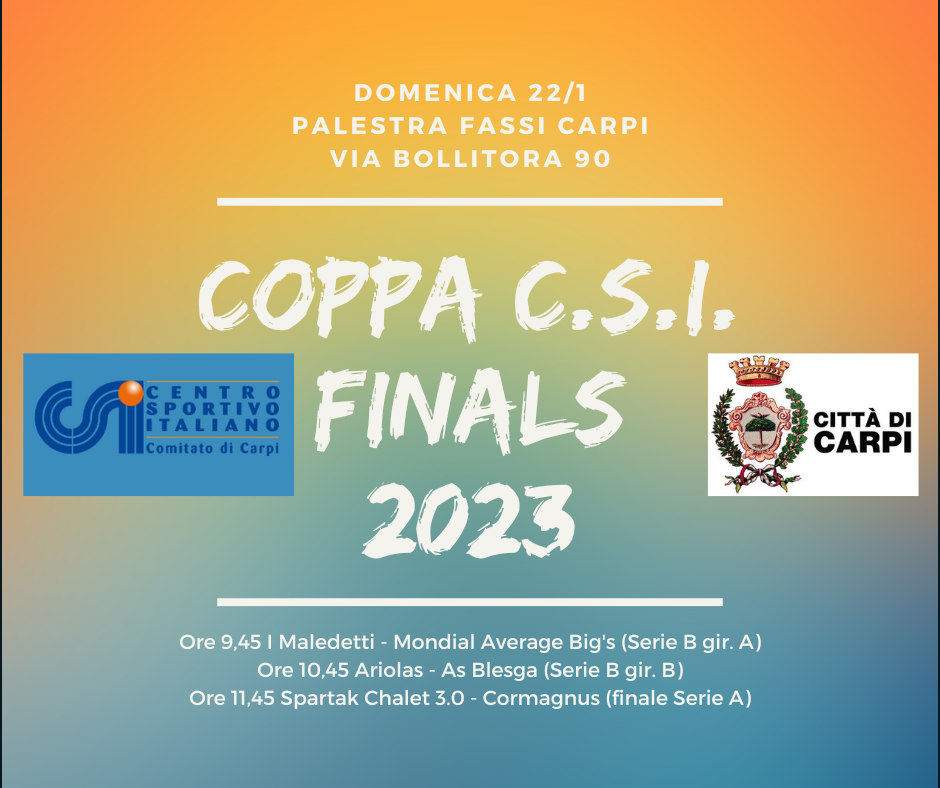 DOMENICA 22/1
PALESTRA FASSI CARPI
VIA BOLLITORA 90
COPPA C.S.I.
FINALS
2023
CSI
CENTRO
SPORTIVO
ITALIANO
Comitato di Carpi
CITTÀ DI
CARPI
Ore 9,45 I Maledetti - Mondial Average Big's (Serie B gir. A)
Ore 10,45 Ariolas - As Blesga (Serie B gir. B)
Ore 11,45 Spartak Chalet 3.0 - Cormagnus (finale Serie A)